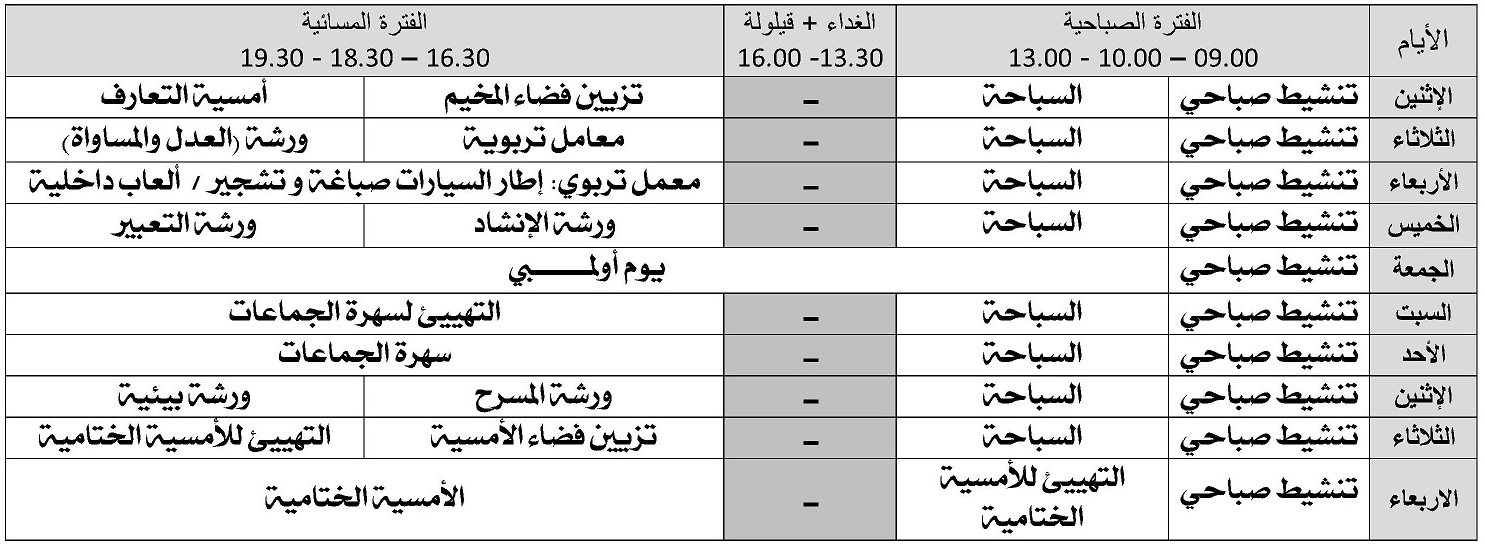 الأيام
الفترة الصباحية
09.00 – 10.00 - 13.00
الغداء + قيلولة
13.30- 16.00
الفترة المسائية
16.30 – 18.30 - 19.30
الإثنين تنشيط صباحي السباحة – تزيين فضاء المخيم أمسية التعارف
الثلاثاء تنشيط صباحي السباحة – معامل تربوية ورشة (العدل والمساواة)
الأربعاء تنشيط صباحي السباحة – معمل تربوي: إطار السيارات صباغة و تشجير / ألعاب داخلية
الخميس تنشيط صباحي السباحة – ورشة الإنشاد ورشة التعبير
الجمعة تنشيط صباحي يوم أولمـــــبي
السبت تنشيط صباحي السباحة – التهييئ لسهرة الجماعات
الأحد تنشيط صباحي السباحة – سهرة الجماعات
الإثنين تنشيط صباحي السباحة – ورشة المسرح ورشة بيئية
الثلاثاء تنشيط صباحي السباحة – تزيين فضاء الأمسية التهييئ للأمسية الختامية
الاربعاء تنشيط صباحي التهييئ للأمسية
الختامية – الأمسية الختامية